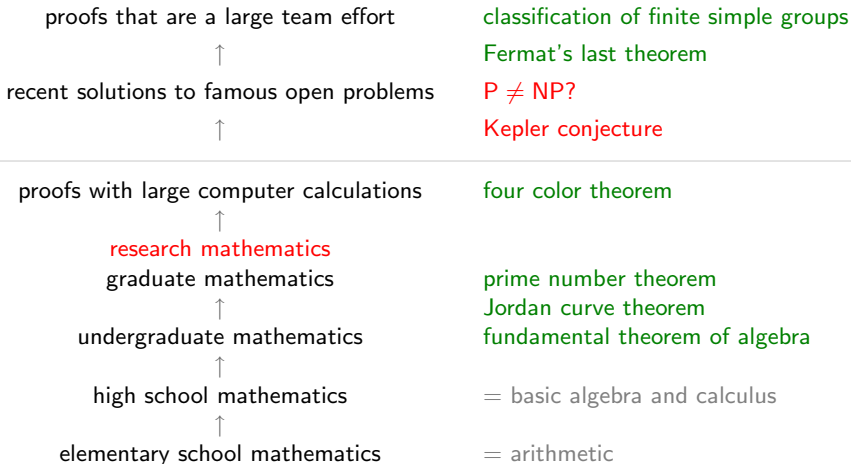 proofs that are a large team effort classification of finite simple groups
↑ Fermat's last theorem
recent solutions to famous open problems P ≠ NP?
↑ Kepler conjecture
proofs with large computer calculations four color theorem
↑
research mathematics
graduate mathematics prime number theorem
↑ Jordan curve theorem
undergraduate mathematics fundamental theorem of algebra
↑
high school mathematics = basic algebra and calculus
↑
elementary school mathematics = arithmetic